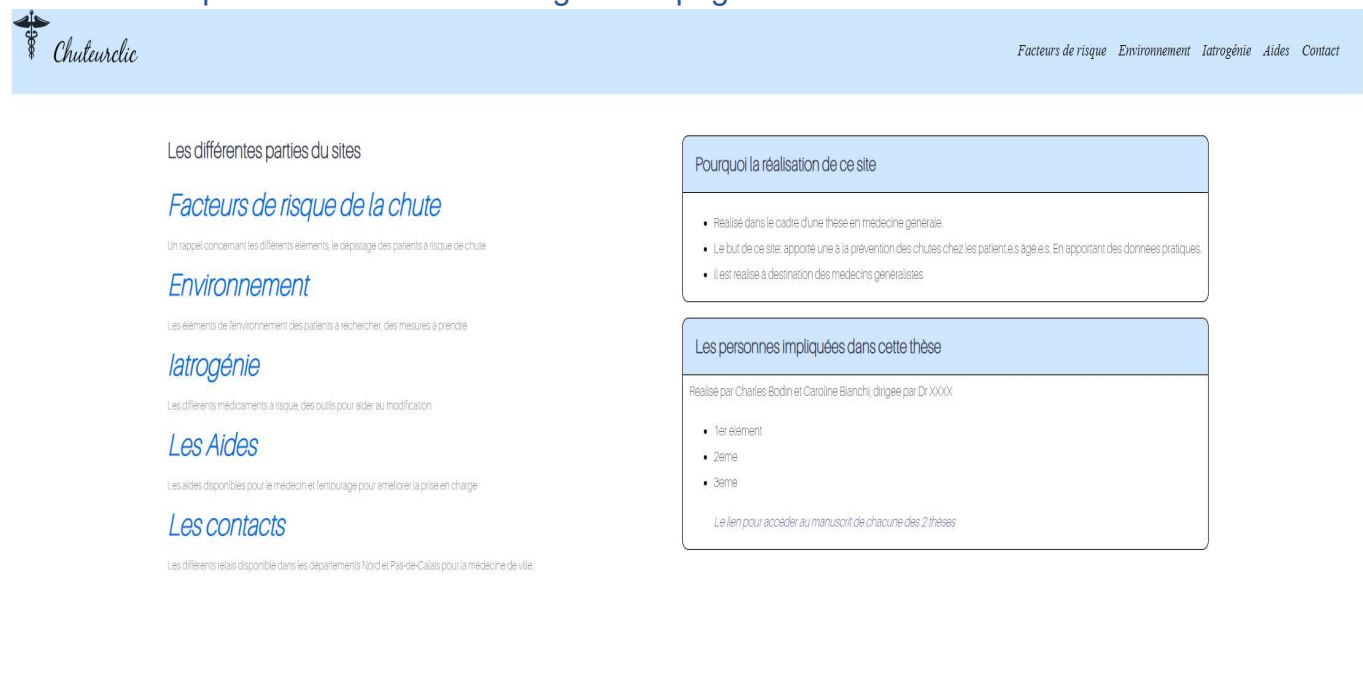 Chuteurclic
Facteurs de risque Environnement Iatrogénie Aides Contact
Les différentes parties du sites
Facteurs de risque de la chute
Un rappel concernant les différents éléments, le dépistage des patients à risque de chute
Environnement
Les éléments de l'environnement des patients à rechercher, des mesures à prendre
Iatrogénie
Les différents médicaments à risque, des outils pour aider au modification
Les Aides
Les aides disponibles pour le médecin et l'entourage pour améliorer la prise en charge
Les contacts
Les différents relais disponible dans les départements Nord et Pas-de-Calais pour la médecine de ville.
Pourquoi la réalisation de ce site
Réalisé dans le cadre d'une thèse en médecine générale.
Le but de ce site: apporté une à la prévention des chutes chez les patient.e.s âgé.e.s. En apportant des données pratiques.
Il est réalisé à destination des médecins généralistes
Les personnes impliquées dans cette thèse
Réalisé par Charles Bodin et Caroline Bianchi, dirigée par Dr XXXX
1er élément
2eme
3eme
Le lien pour accéder au manuscrit de chacune des 2 thèses